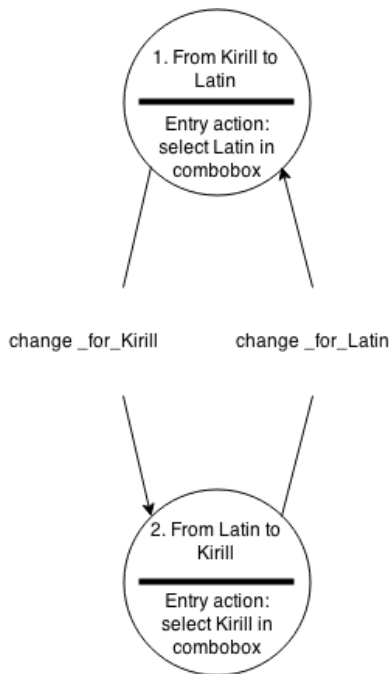 1. From Kirill to
Latin
Entry action:
select Latin in
combobox
change _for_Kirill
change _for_Latin
2. From Latin to
Kirill
Entry action:
select Kirill in
combobox